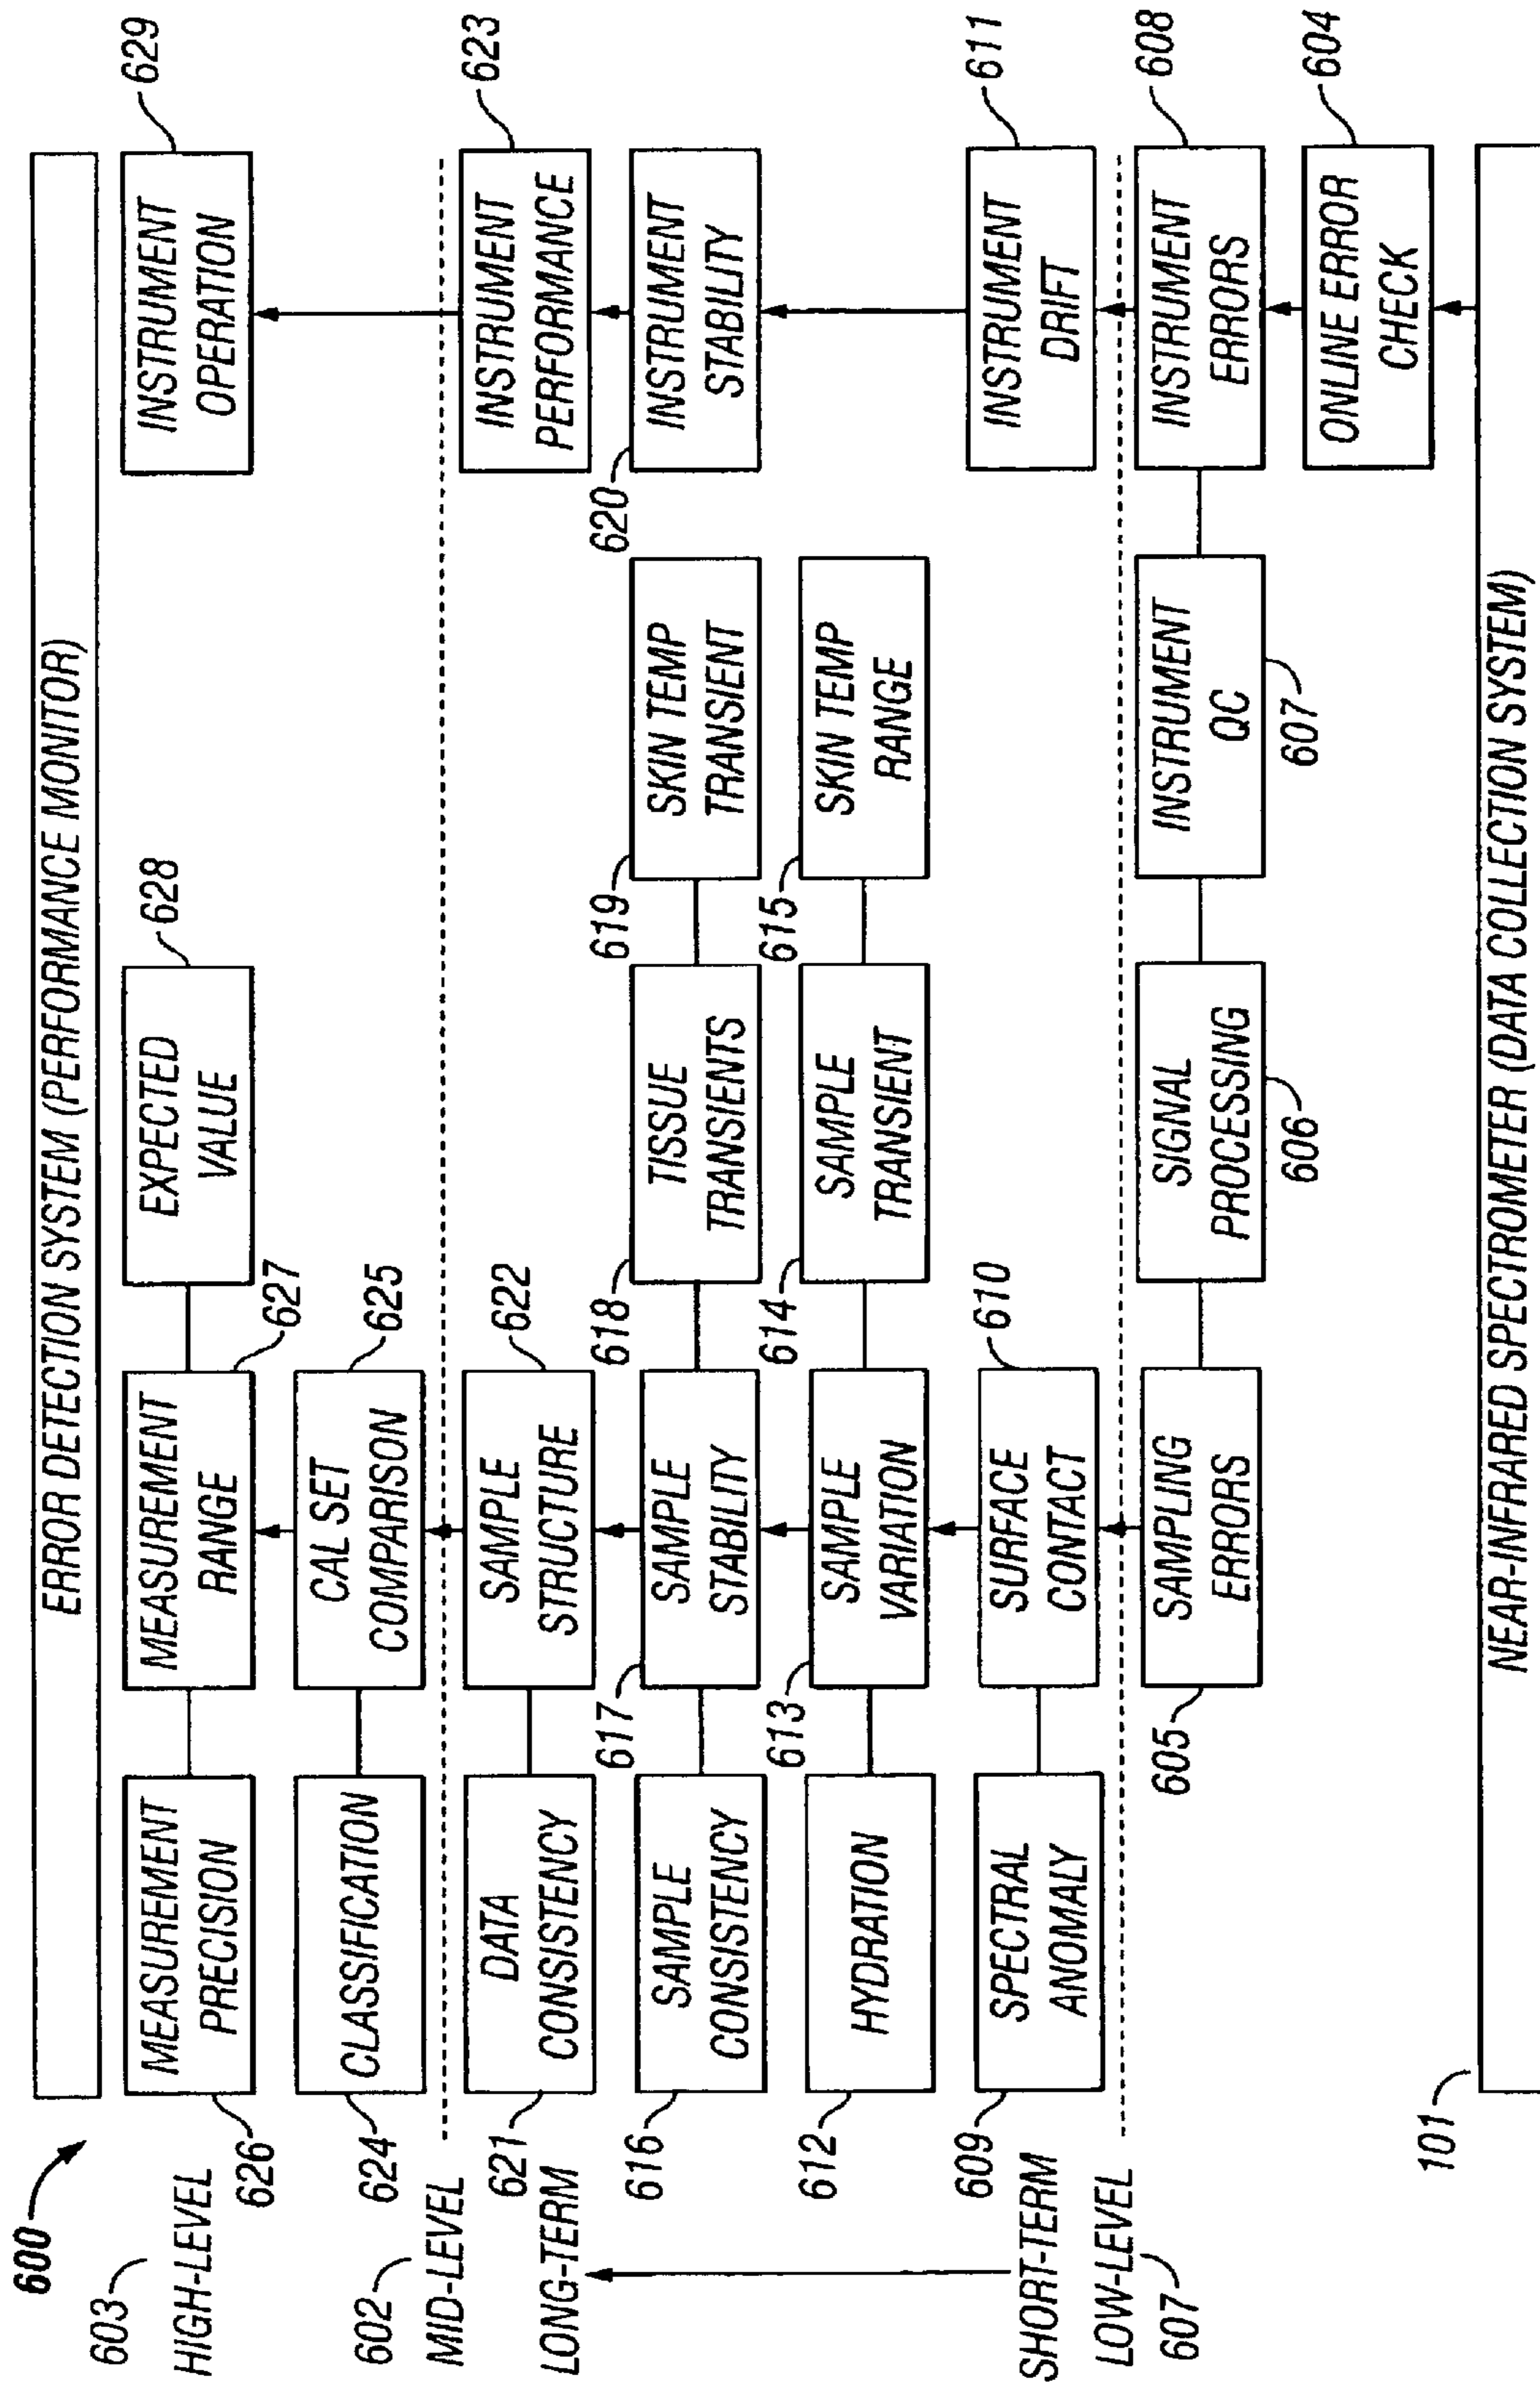 600
ERROR DETECTION SYSTEM (PERFORMANCE MONITOR)
603
HIGH-LEVEL
626
MEASUREMENT
PRECISION
MEASUREMENT
RANGE
627
EXPECTED
VALUE
628
INSTRUMENT
OPERATION
629
624
CLASSIFICATION
CAL SET
COMPARISON
625
602
MID-LEVEL
LONG-TERM
621
DATA
CONSISTENCY
SAMPLE
STRUCTURE
622
INSTRUMENT
PERFORMANCE
623
616
SAMPLE
CONSISTENCY
617
SAMPLE
STABILITY
618
TISSUE
TRANSIENTS
619
SKIN TEMP
TRANSIENT
620
INSTRUMENT
STABILITY
612
HYDRATION
613
SAMPLE
VARIATION
614
SAMPLE
TRANSIENT
615
SKIN TEMP
RANGE
609
SPECTRAL
ANOMALY
SURFACE
CONTACT
610
INSTRUMENT
DRIFT
611
SHORT-TERM
LOW-LEVEL
607
605
SAMPLING
ERRORS
SIGNAL
PROCESSING
606
INSTRUMENT
QC
607
INSTRUMENT
ERRORS
608
ONLINE ERROR
CHECK
604
101
NEAR-INFRARED SPECTROMETER (DATA COLLECTION SYSTEM)